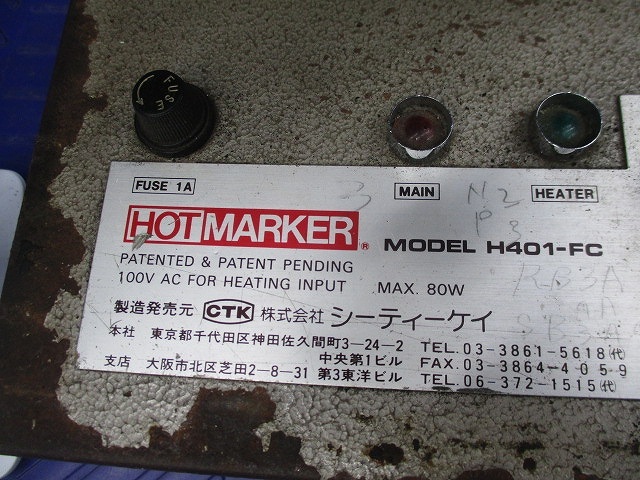 FUSE
FUSE 1A
MAIN
HEATER
3
N2
P3
HOTMARKER®
MODEL H401-FC
PATENTED & PATENT PENDING
100V AC FOR HEATING INPUT MAX. 80W
製造発売元 CTK 株式会社 シーティーケイ
本社 東京都千代田区神田佐久間町3-24-2 TEL.03-3861-5618(代)
中央第1ビル FAX.03-3864-4059
支店 大阪市北区芝田2-8-31 第3東洋ビル TEL.06-372-1515(代)